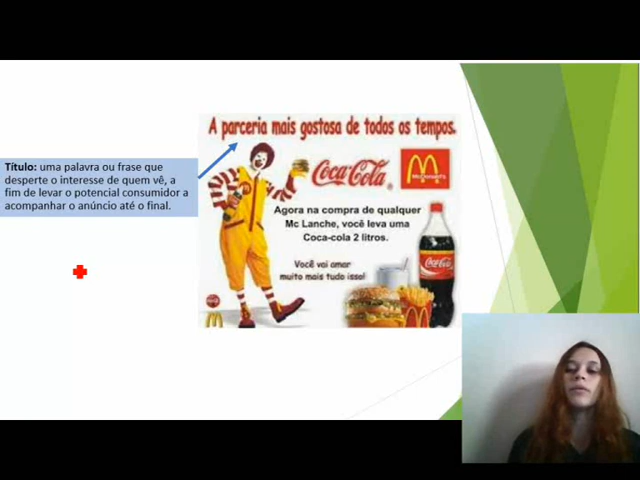 A parceria mais gostosa de todos os tempos.
Título: uma palavra ou frase que
desperte o interesse de quem vê, a
fim de levar o potencial consumidor a
acompanhar o anúncio até o final.
Coca-Cola
McDonald's
Agora na compra de qualquer
Mc Lanche, você leva uma
Coca-cola 2 litros.
Você vai amar
muito mais tudo isso!
Coca-Cola